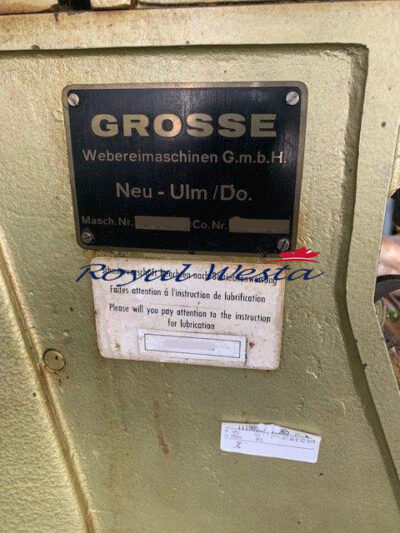 GROSSE
Webereimaschinen G.m.b.H.
Neu - Ulm /Do.
Masch.Nr. Co. Nr.
Royal Westa
Faites attention à l'instruction de lubrification
Please will you pay attention to the instruction
for lubrication